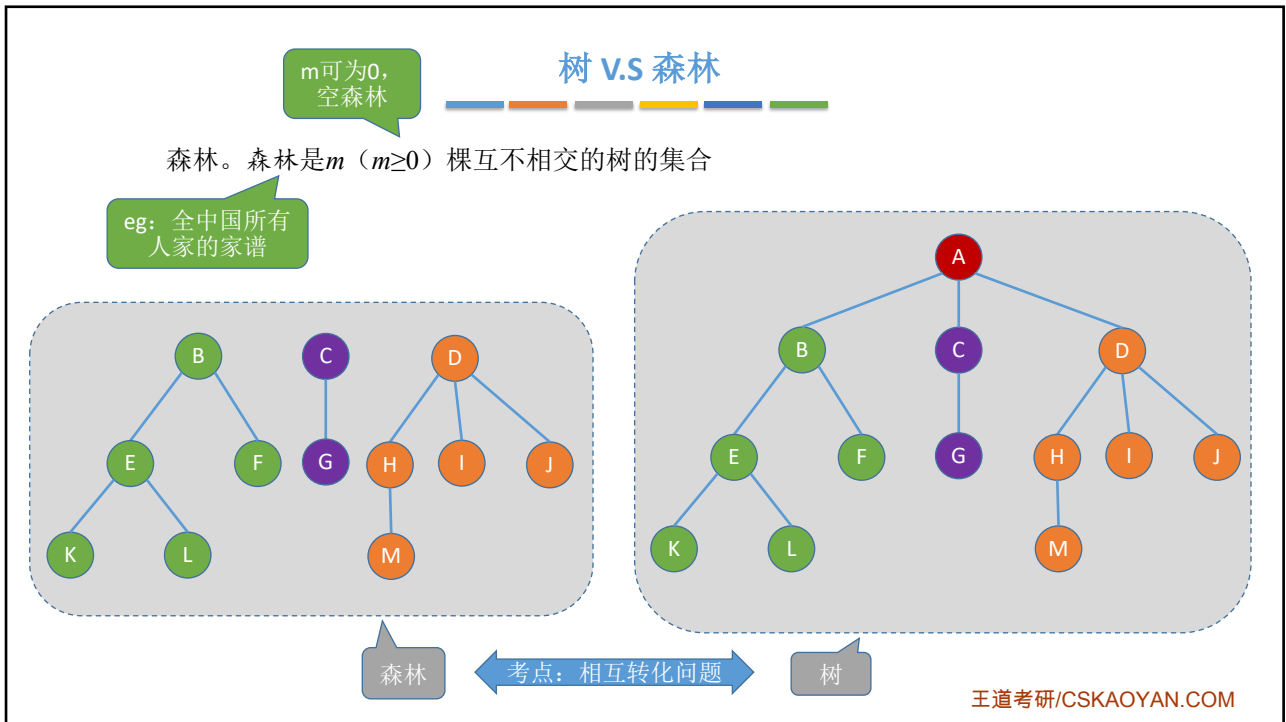 树 V.S 森林
m可为0，
空森林
森林。森林是m（m≥0）棵互不相交的树的集合
eg：全中国所有
人家的家谱
B
C
D
E
F
G
H
I
J
K
L
M
A
B
C
D
E
F
G
H
I
J
K
L
M
森林
考点：相互转化问题
树
王道考研/CSKAOYAN.COM